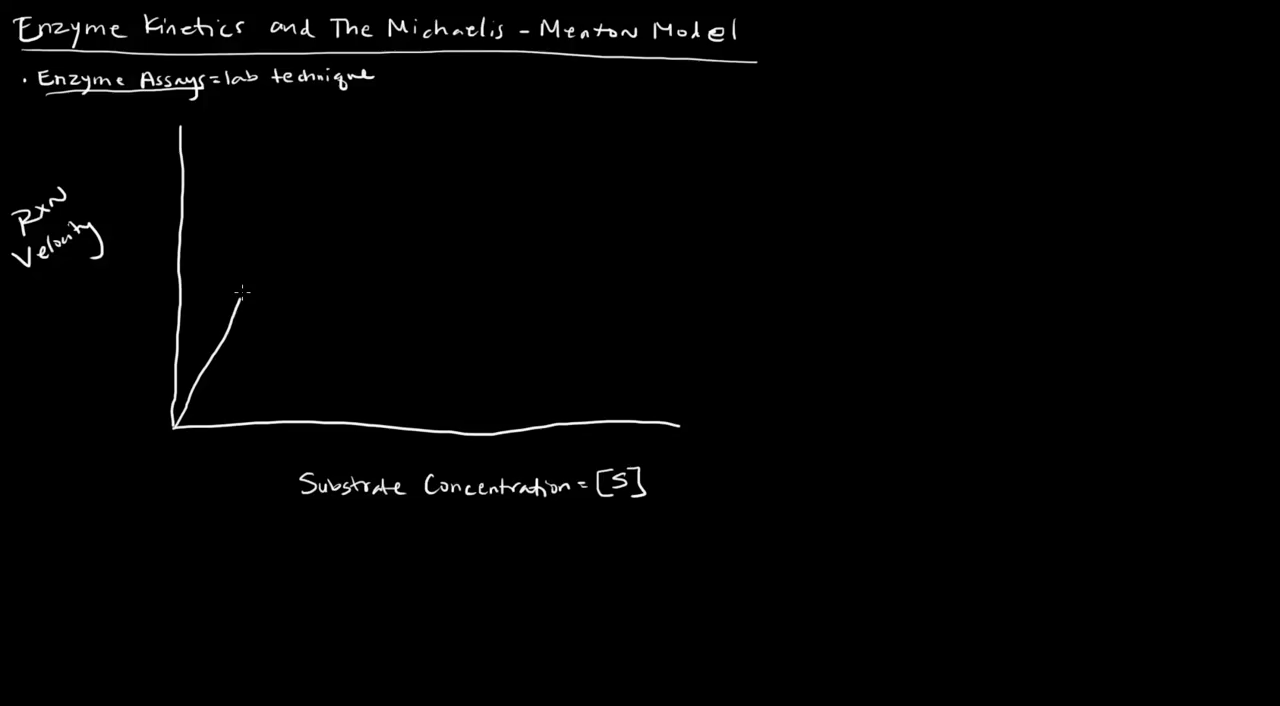 Enzyme Kinetics and The Michaelis - Menton Model
· Enzyme Assays = lab technique
RXN
Velocity
Substrate Concentration = [S]